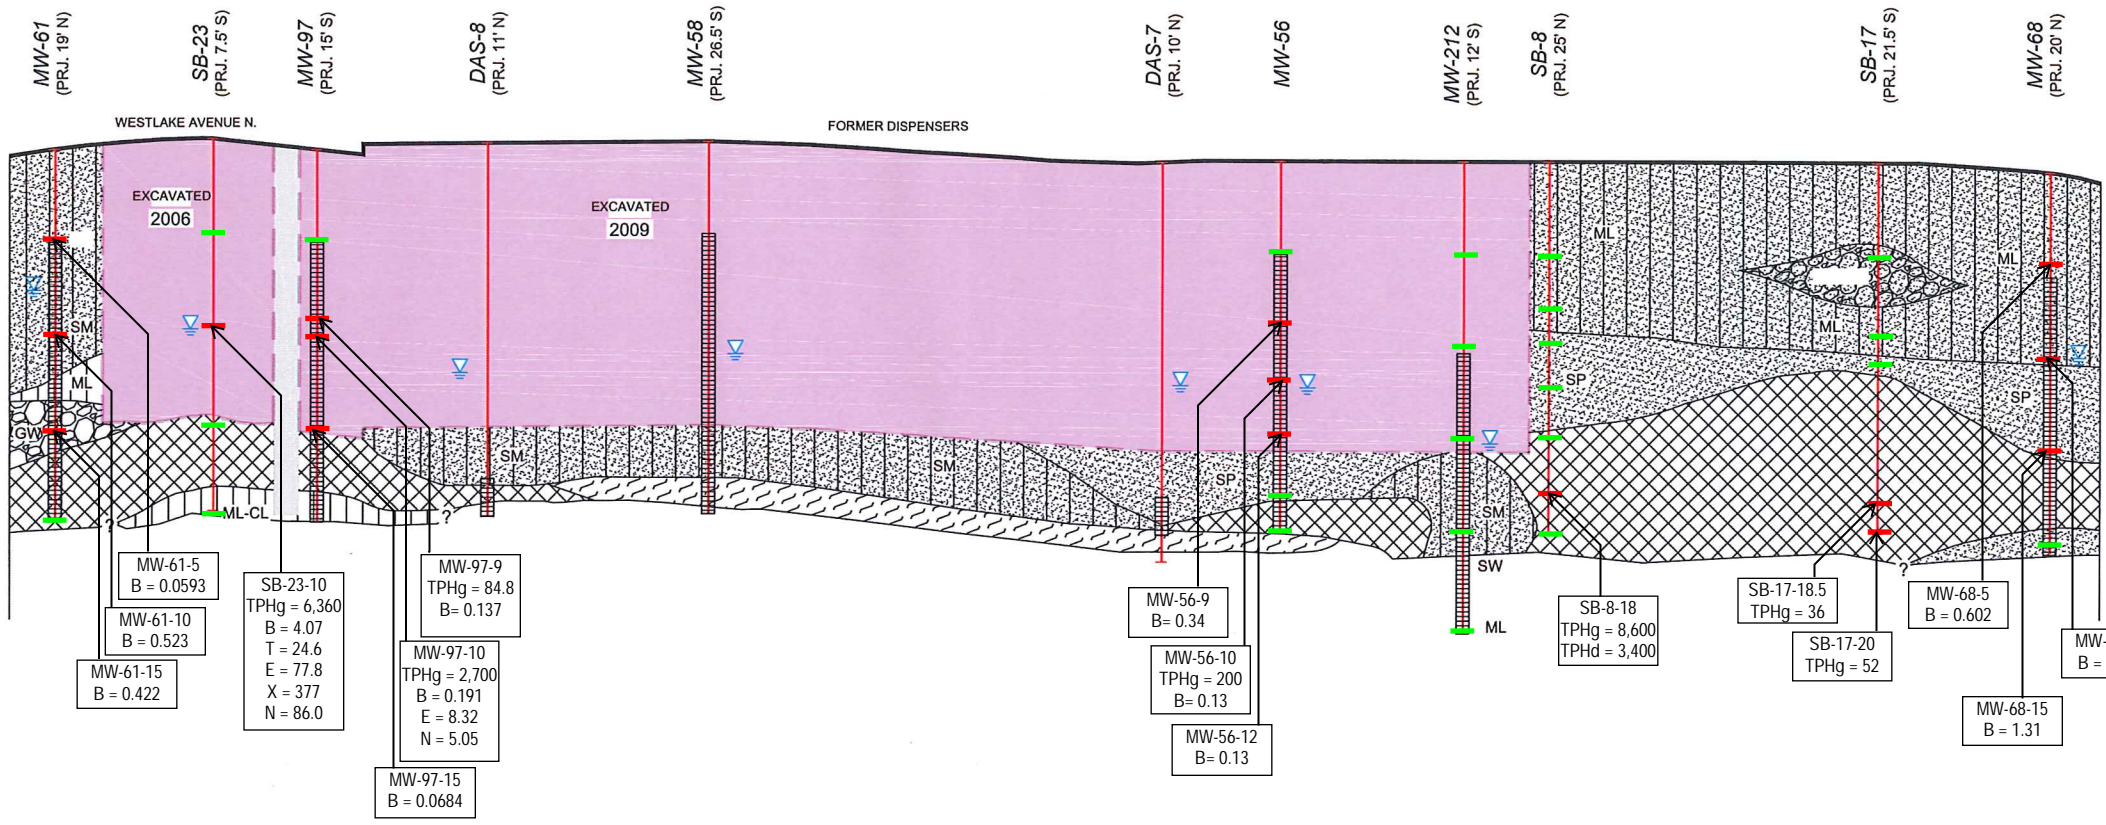 MW-61
(PRJ. 19' N)
SB-23
(PRJ. 7.5' S)
MW-97
(PRJ. 15' S)
DAS-8
(PRJ. 11' N)
MW-58
(PRJ. 26.5' S)
DAS-7
(PRJ. 10' N)
MW-56
MW-212
(PRJ. 12' S)
SB-8
(PRJ. 25' N)
SB-17
(PRJ. 21.5' S)
MW-68
(PRJ. 20' N)
WESTLAKE AVENUE N.
FORMER DISPENSERS
EXCAVATED
2006
EXCAVATED
2009
ML
ML
SM
ML
ML
SP
SP
GW
SM
SM
SP
SM
ML-CL
?
?
SW
?
ML
MW-61-5
B = 0.0593
MW-61-10
B = 0.523
MW-61-15
B = 0.422
SB-23-10
TPHg = 6,360
B = 4.07
T = 24.6
E = 77.8
X = 377
N = 86.0
MW-97-9
TPHg = 84.8
B= 0.137
MW-97-10
TPHg = 2,700
B = 0.191
E = 8.32
N = 5.05
MW-97-15
B = 0.0684
MW-56-9
B= 0.34
MW-56-10
TPHg = 200
B= 0.13
MW-56-12
B= 0.13
SB-8-18
TPHg = 8,600
TPHd = 3,400
SB-17-18.5
TPHg = 36
SB-17-20
TPHg = 52
MW-68-5
B = 0.602
MW-68-15
B = 1.31
MW-
B =